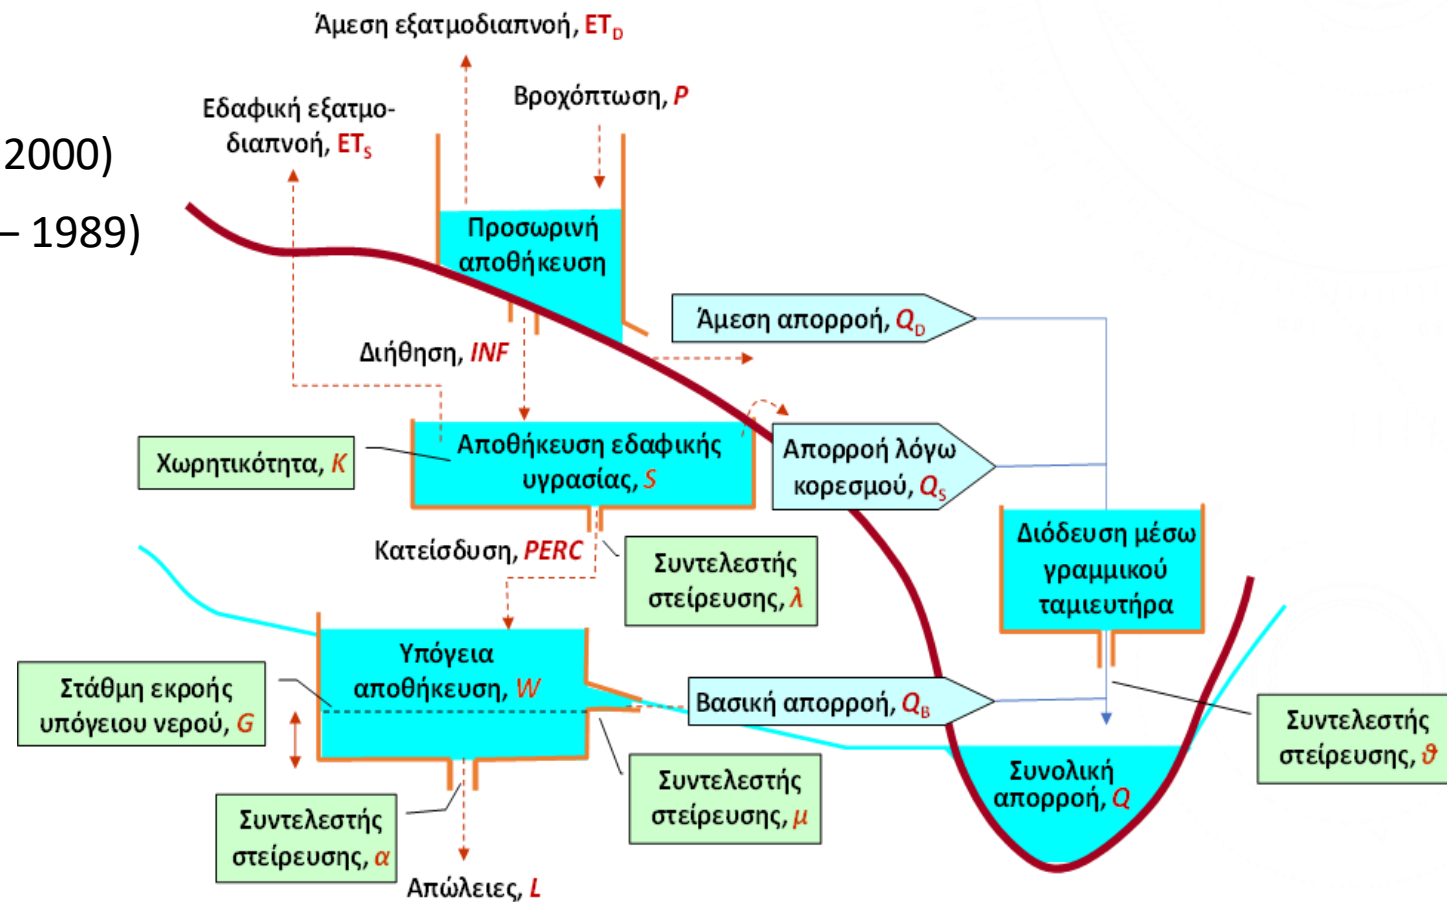 Άμεση εξατμοδιαπνοή, ET_D
Βροχόπτωση, P
Εδαφική εξατμο-
διαπνοή, ET_S
2000)
– 1989)
Προσωρινή
αποθήκευση
Άμεση απορροή, Q_D
Διήθηση, INF
Χωρητικότητα, K
Αποθήκευση εδαφικής
υγρασίας, S
Απορροή λόγω
κορεσμού, Q_S
Κατείσδυση, PERC
Συντελεστής
στείρευσης, λ
Διόδευση μέσω
γραμμικού
ταμιευτήρα
Στάθμη εκροής
υπόγειου νερού, G
Υπόγεια
αποθήκευση, W
Βασική απορροή, Q_B
Συντελεστής
στείρευσης, θ
Συντελεστής
στείρευσης, α
Συντελεστής
στείρευσης, μ
Συνολική
απορροή, Q
Απώλειες, L